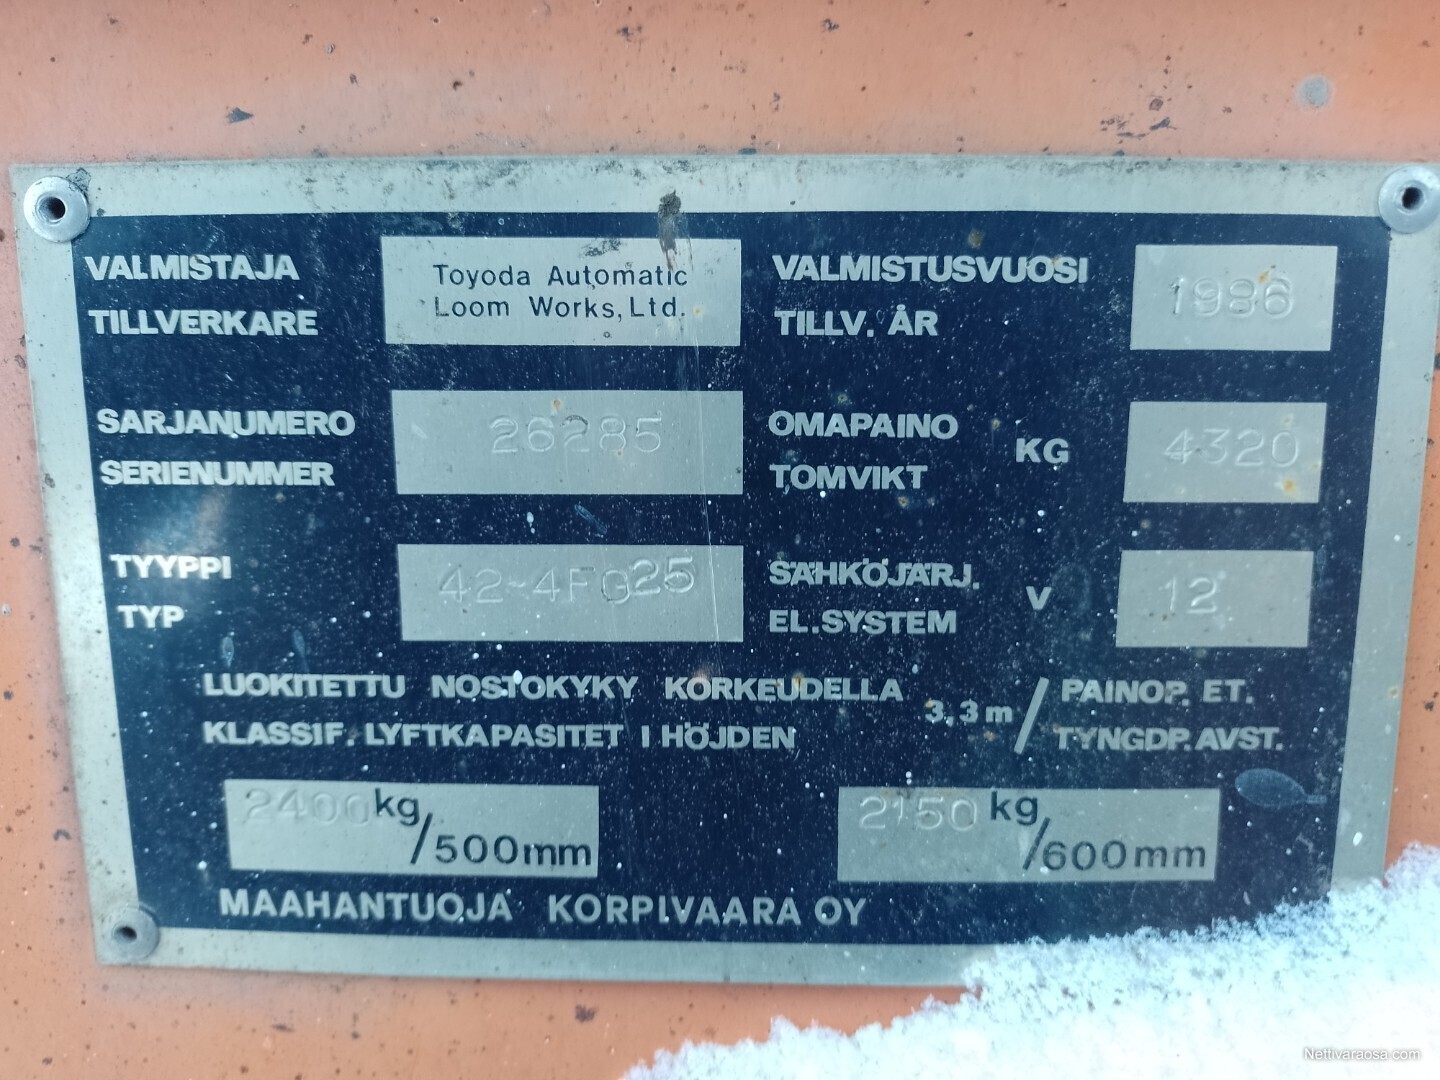 VALMISTAJA
TILLVERKARE
Toyoda Automatic
Loom Works, Ltd.
VALMISTUSVUOSI
TILLV. ÅR
1986
SARJANUMERO
SERIENUMMER
26285
OMAPAINO
TOMVIKT
KG
4320
TYYPPI
TYP
42-4FG25
SÄHKÖJÄRJ.
EL.SYSTEM
V
12
LUOKITETTU NOSTOKYKY KORKEUDELLA
KLASSIF. LYFTKAPASITET I HÖJDEN
3,3m /
PAINOP. ET.
TYNGDP. AVST.
2400 kg/500mm
2150 kg/600mm
MAAHANTUOJA KORPIVAARA OY
Nettivaraosa.com